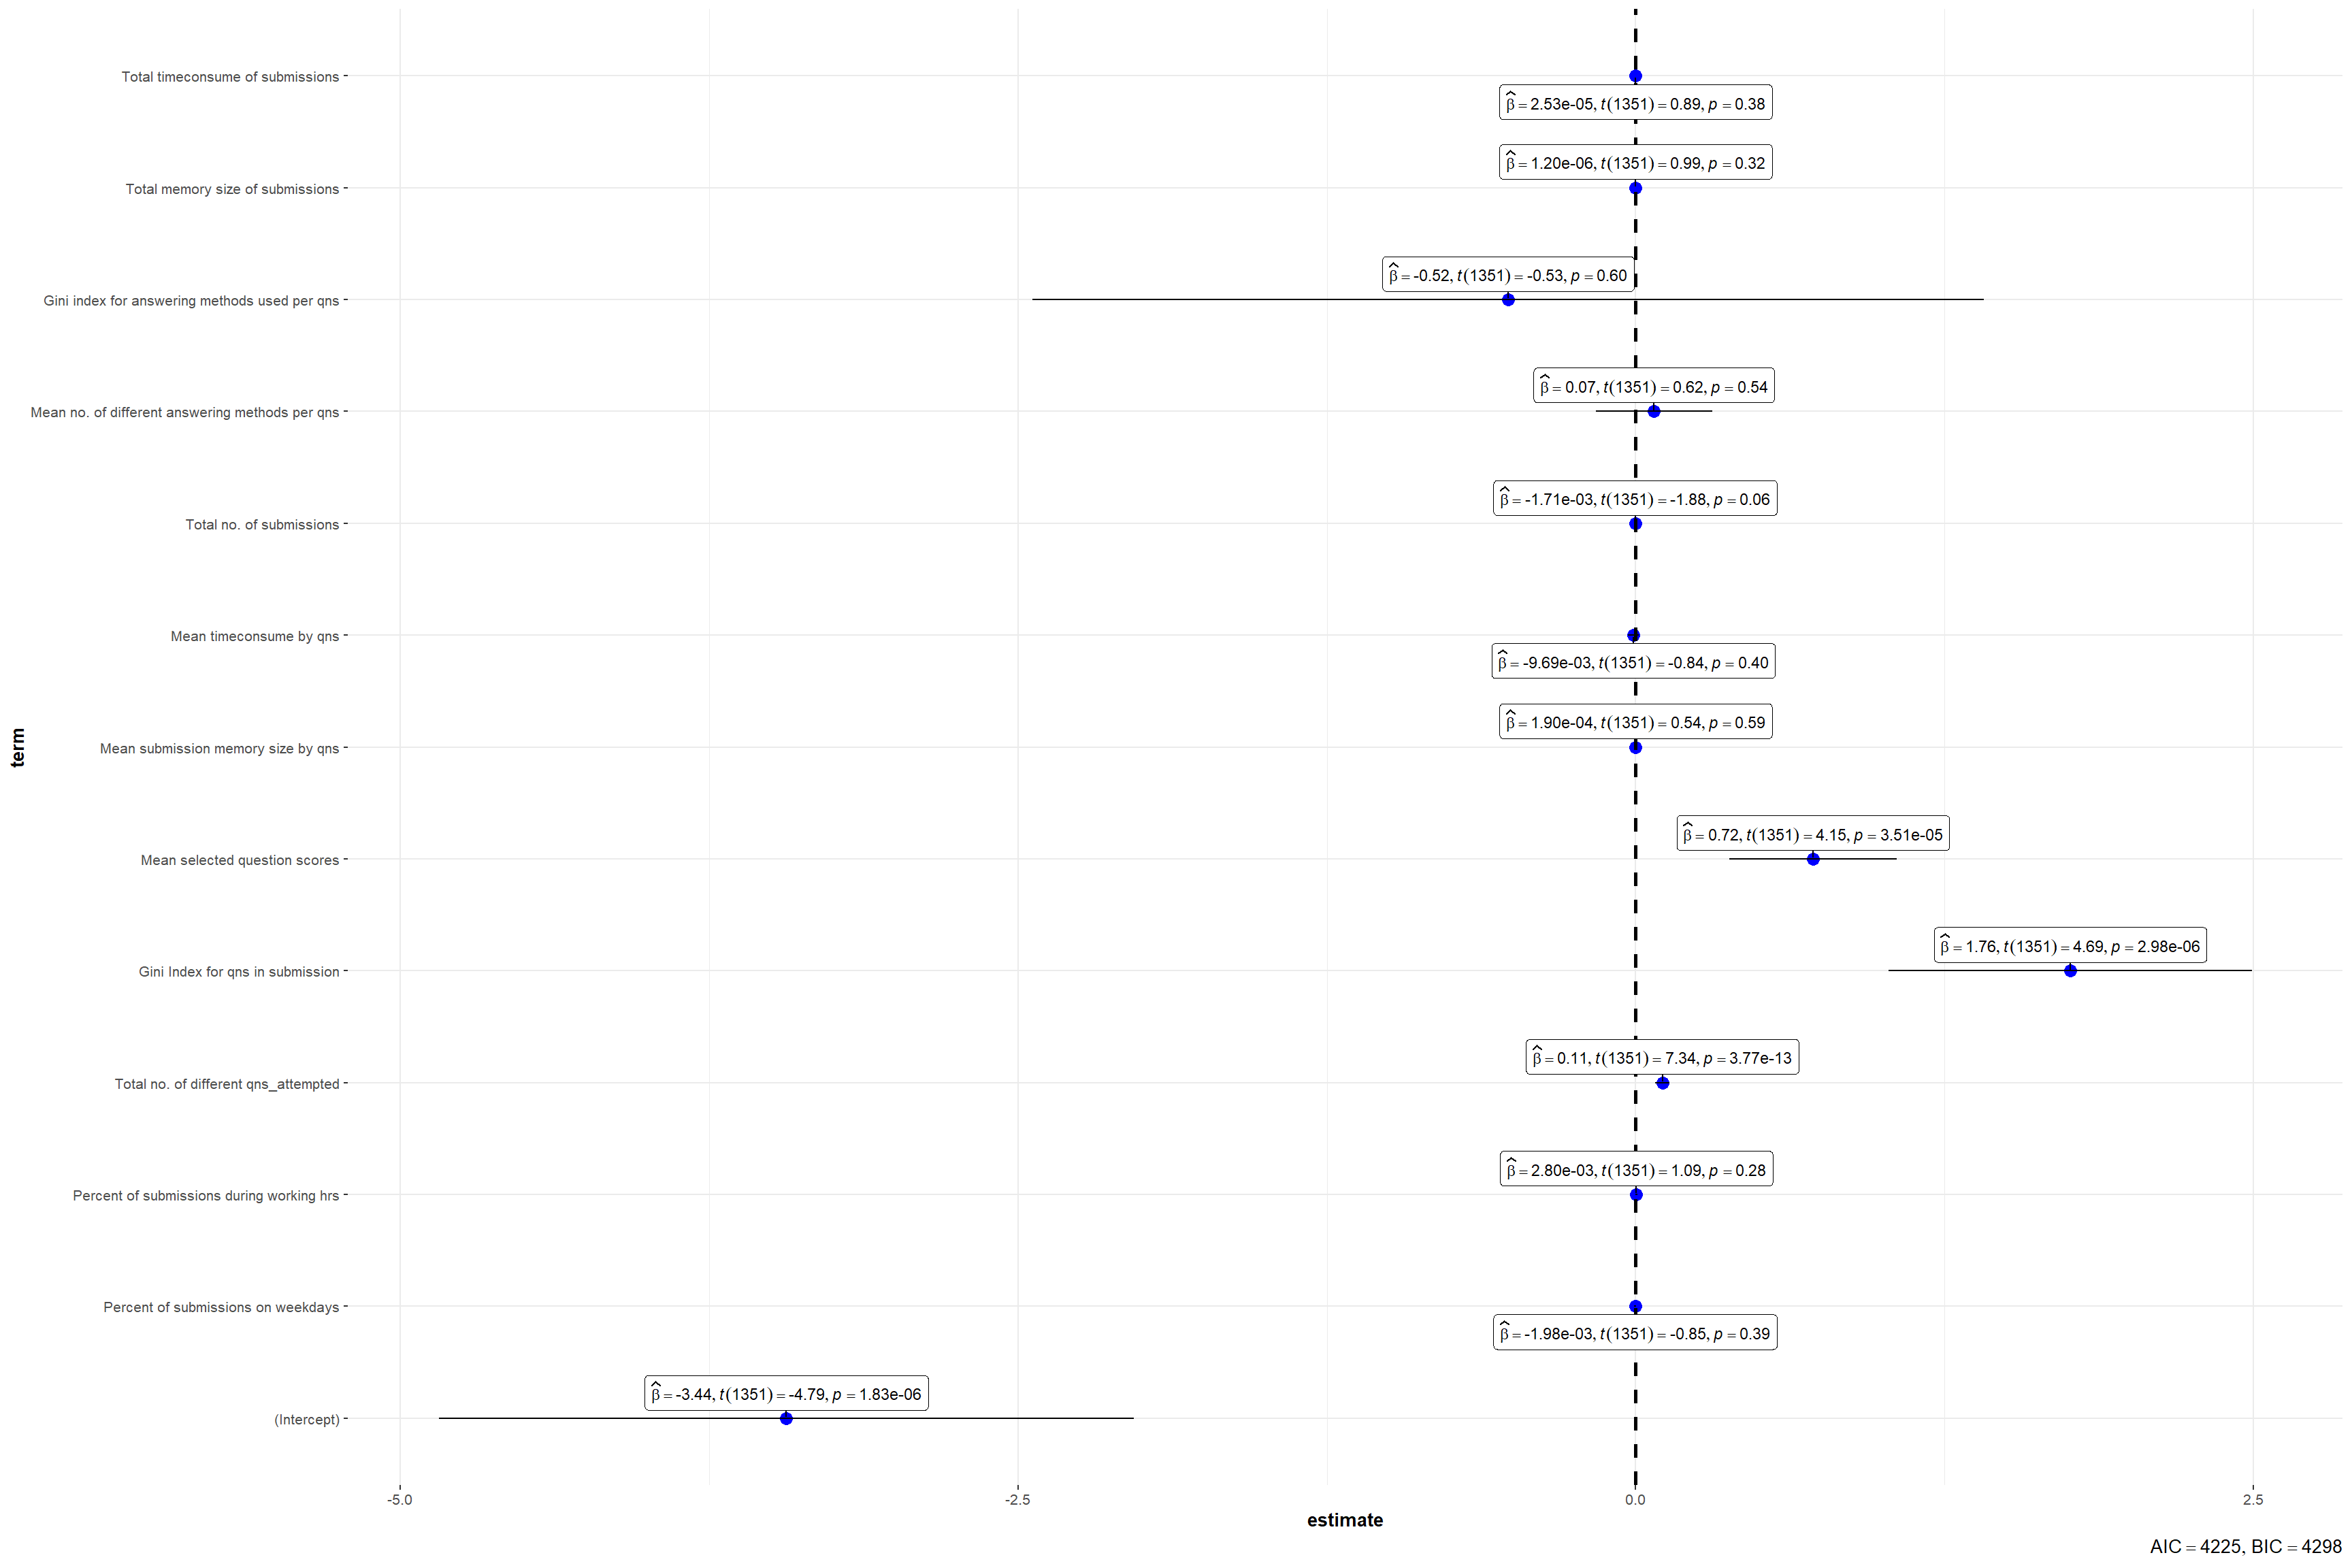 Total timeconsume of submissions
β̂ = 2.53e-05, t(1351) = 0.89, p = 0.38
β̂ = 1.20e-06, t(1351) = 0.99, p = 0.32
Total memory size of submissions
β̂ = -0.52, t(1351) = -0.53, p = 0.60
Gini index for answering methods used per qns
β̂ = 0.07, t(1351) = 0.62, p = 0.54
Mean no. of different answering methods per qns
β̂ = -1.71e-03, t(1351) = -1.88, p = 0.06
Total no. of submissions
Mean timeconsume by qns
β̂ = -9.69e-03, t(1351) = -0.84, p = 0.40
β̂ = 1.90e-04, t(1351) = 0.54, p = 0.59
Mean submission memory size by qns
term
β̂ = 0.72, t(1351) = 4.15, p = 3.51e-05
Mean selected question scores
β̂ = 1.76, t(1351) = 4.69, p = 2.98e-06
Gini Index for qns in submission
β̂ = 0.11, t(1351) = 7.34, p = 3.77e-13
Total no. of different qns_attempted
β̂ = 2.80e-03, t(1351) = 1.09, p = 0.28
Percent of submissions during working hrs
Percent of submissions on weekdays
β̂ = -1.98e-03, t(1351) = -0.85, p = 0.39
β̂ = -3.44, t(1351) = -4.79, p = 1.83e-06
(Intercept)
-5.0 -2.5 0.0 2.5
estimate
AIC = 4225, BIC = 4298